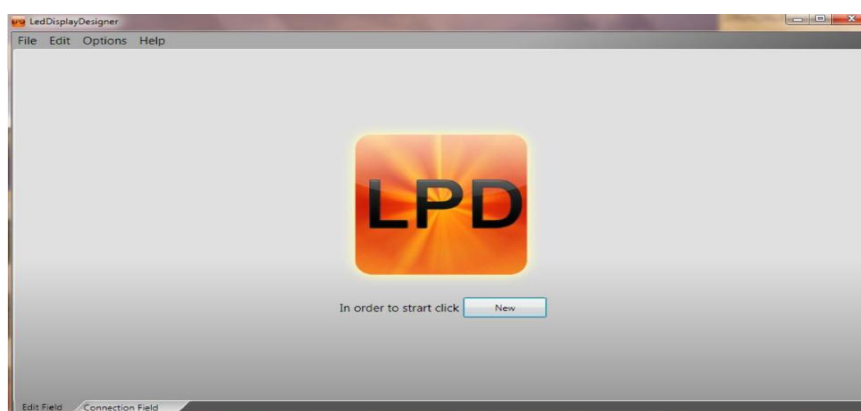 LedDisplayDesigner
File Edit Options Help
LPD
In order to strart click New
Edit Field Connection Field